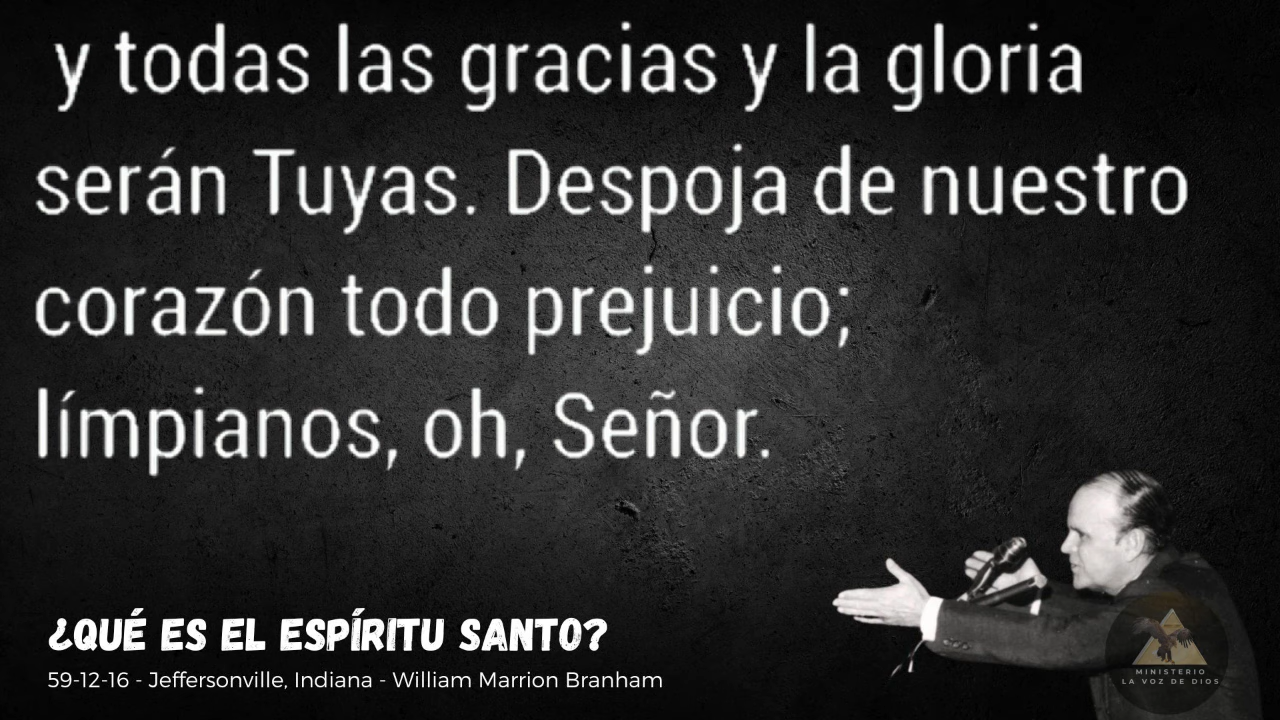 y todas las gracias y la gloria
serán Tuyas. Despoja de nuestro
corazón todo prejuicio;
límpianos, oh, Señor.
¿QUÉ ES EL ESPÍRITU SANTO?
59-12-16 - Jeffersonville, Indiana - William Marrion Branham
MINISTERIO
LA VOZ DE DIOS